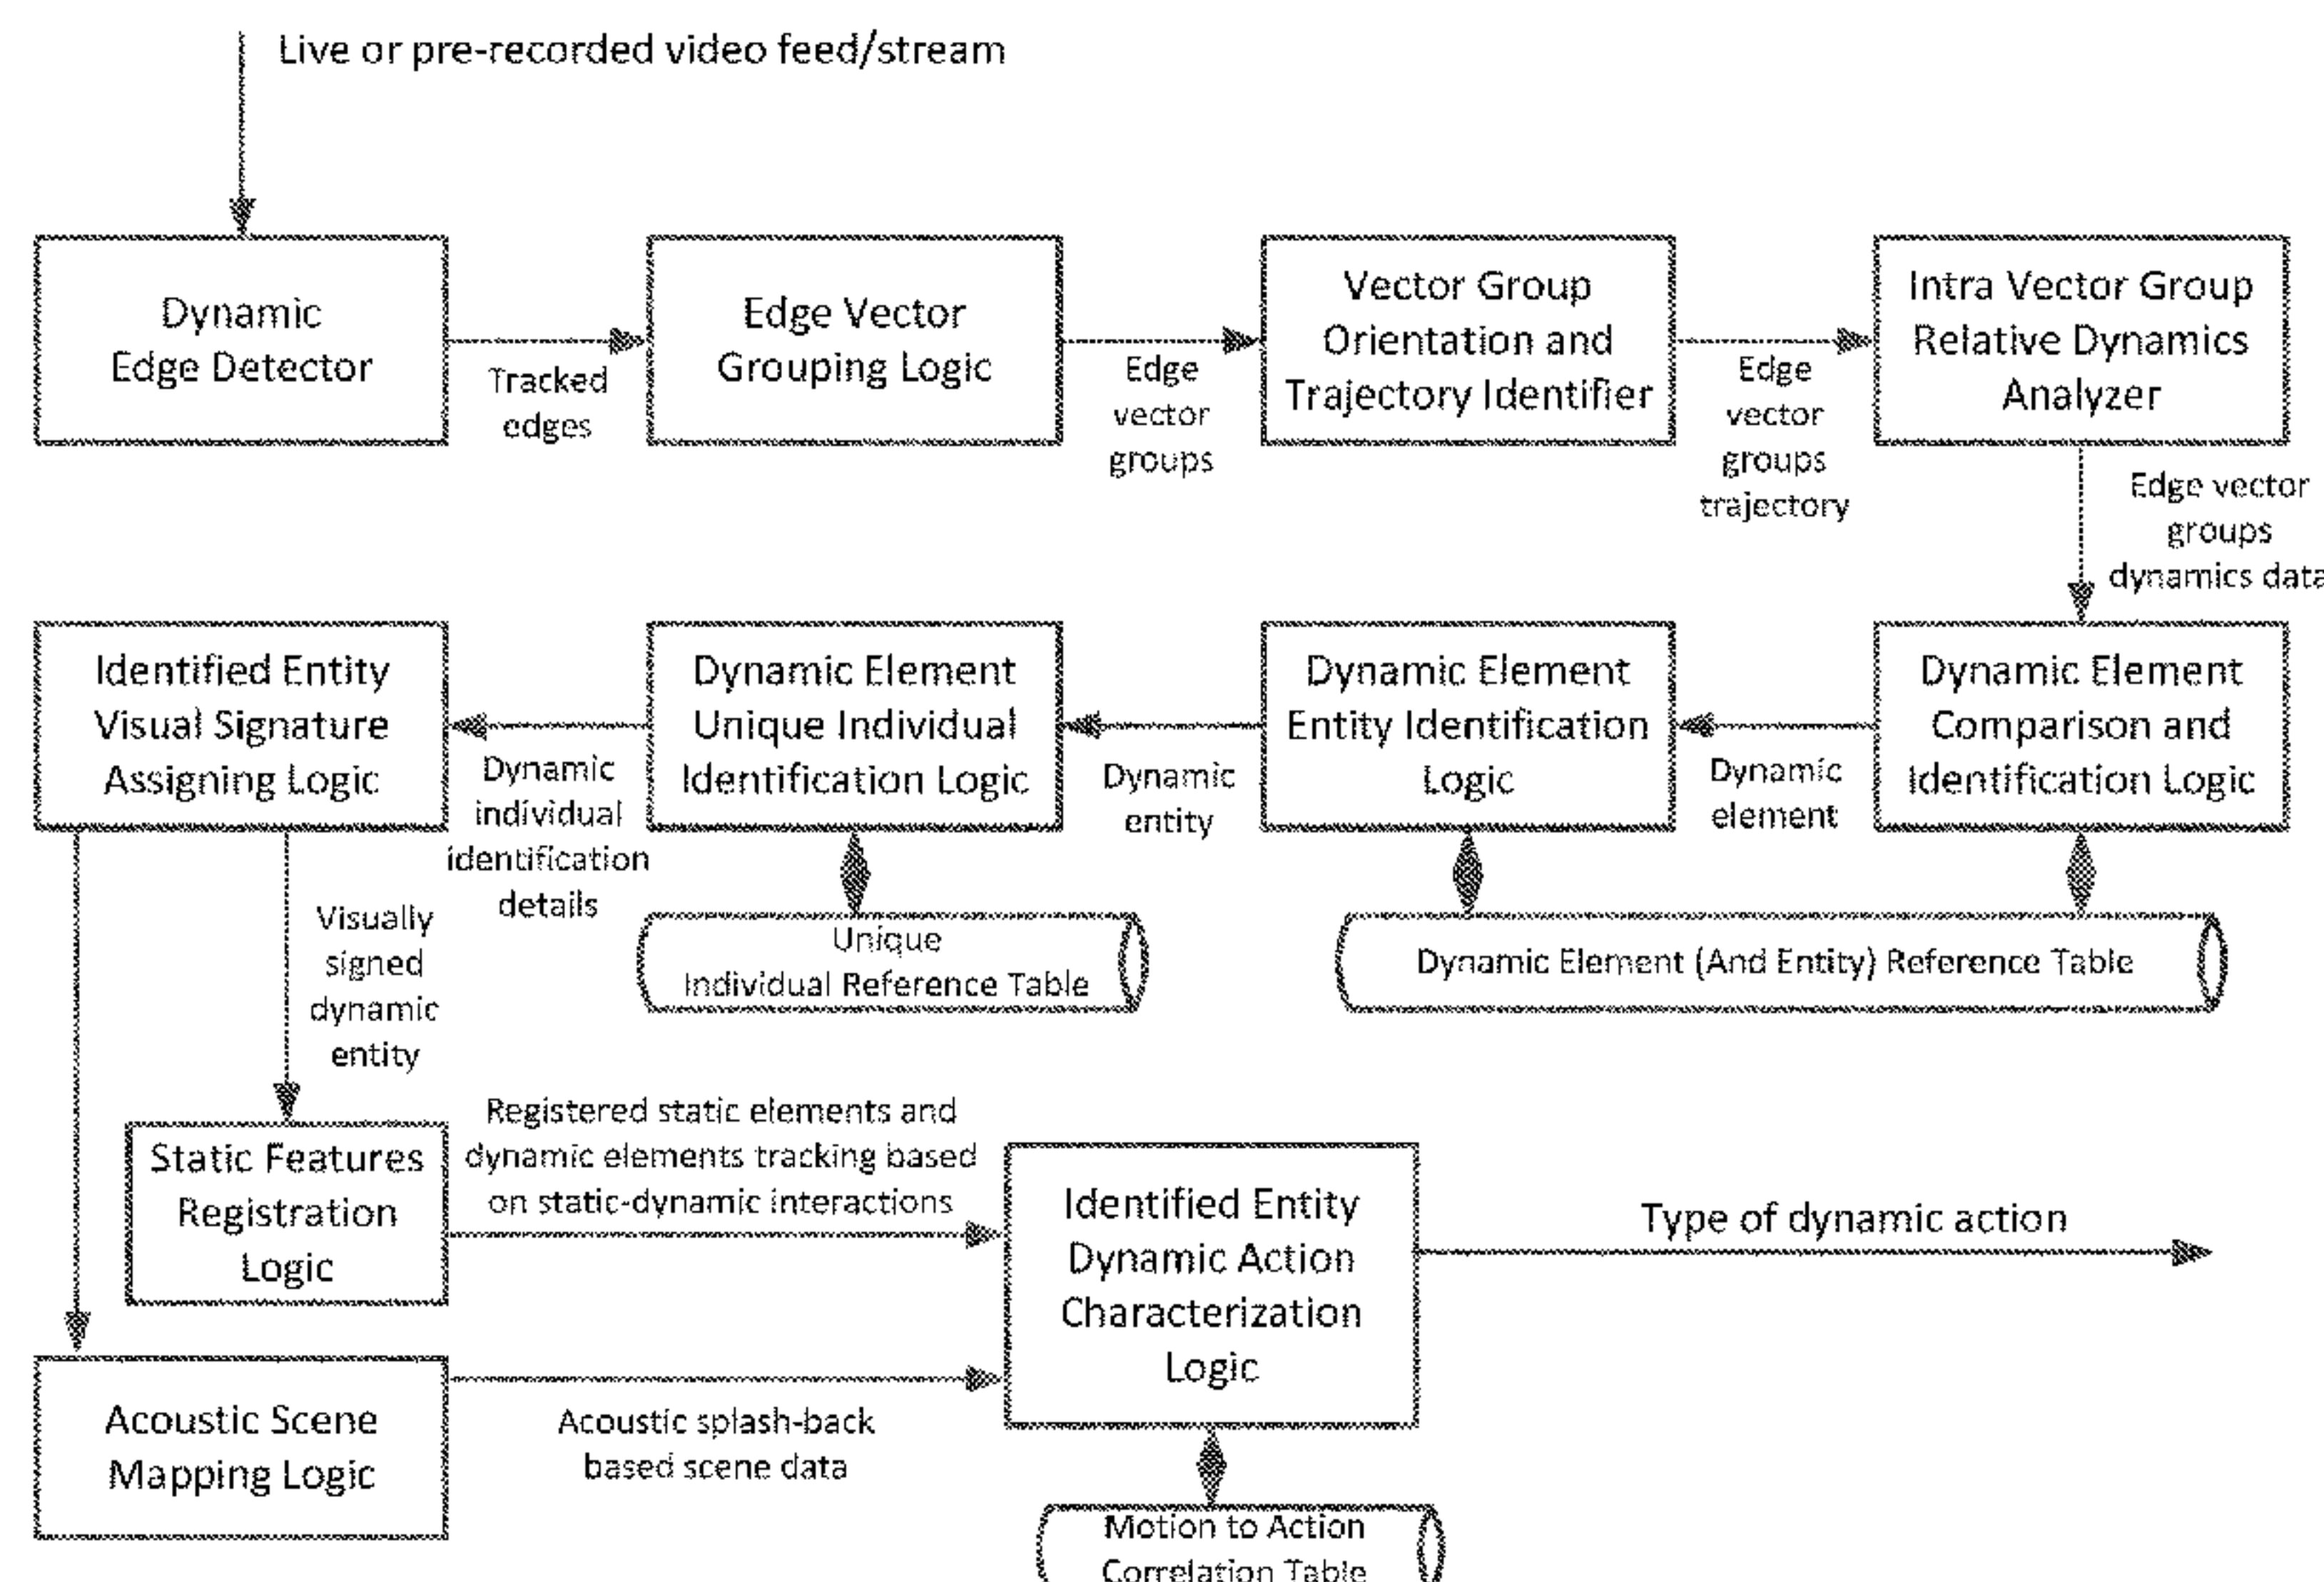 Live or pre-recorded video feed/stream
Dynamic
Edge Detector
Tracked
edges
Edge Vector
Grouping Logic
Edge
vector
groups
Vector Group
Orientation and
Trajectory Identifier
Edge
vector
groups
trajectory
Intra Vector Group
Relative Dynamics
Analyzer
Edge vector
groups
dynamics data
Identified Entity
Visual Signature
Assigning Logic
Dynamic
individual
identification
details
Dynamic Element
Unique Individual
Identification Logic
Dynamic
entity
Dynamic Element
Entity Identification
Logic
Dynamic
element
Dynamic Element
Comparison and
Identification Logic
Visually
signed
dynamic
entity
Unique
Individual Reference Table
Dynamic Element (And Entity) Reference Table
Static Features
Registration
Logic
Registered static elements and
dynamic elements tracking based
on static-dynamic interactions
Identified Entity
Dynamic Action
Characterization
Logic
Type of dynamic action
Acoustic Scene
Mapping Logic
Acoustic splash-back
based scene data
Motion to Action
Correlation Table